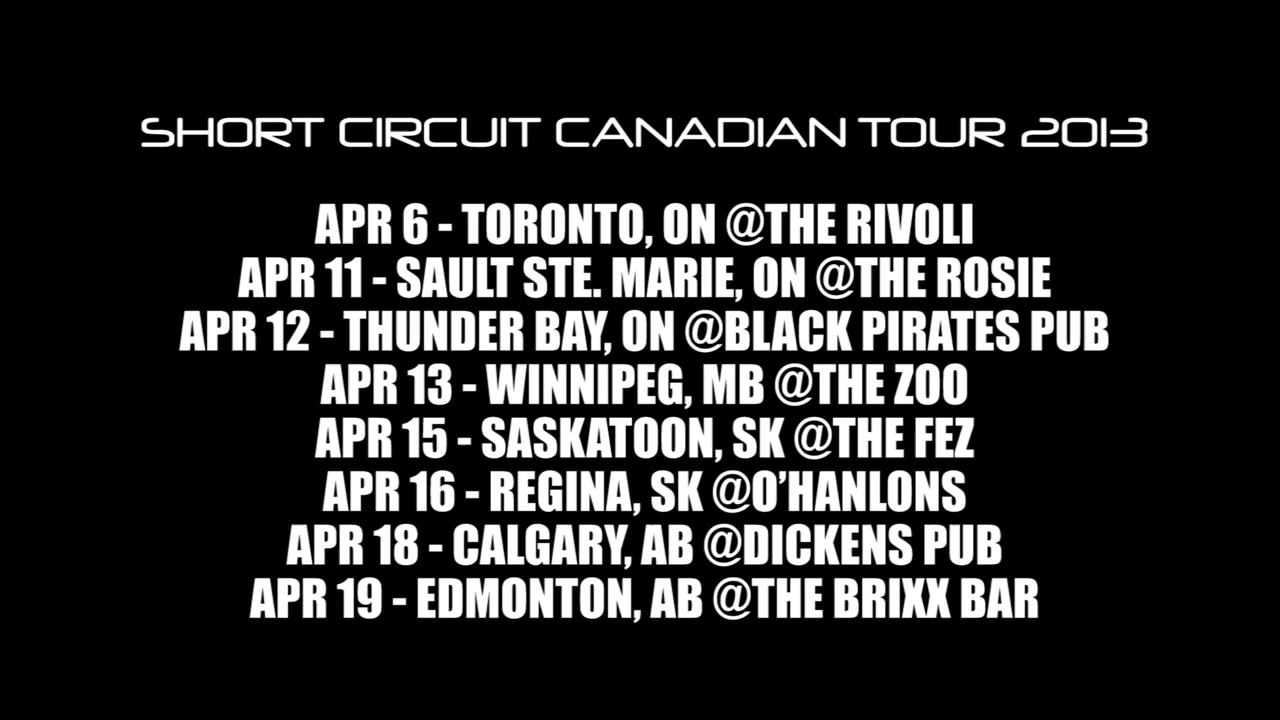 SHORT CIRCUIT CANADIAN TOUR 2013
APR 6 - TORONTO, ON @THE RIVOLI
APR 11 - SAULT STE. MARIE, ON @THE ROSIE
APR 12 - THUNDER BAY, ON @BLACK PIRATES PUB
APR 13 - WINNIPEG, MB @THE ZOO
APR 15 - SASKATOON, SK @THE FEZ
APR 16 - REGINA, SK @O’HANLONS
APR 18 - CALGARY, AB @DICKENS PUB
APR 19 - EDMONTON, AB @THE BRIXX BAR